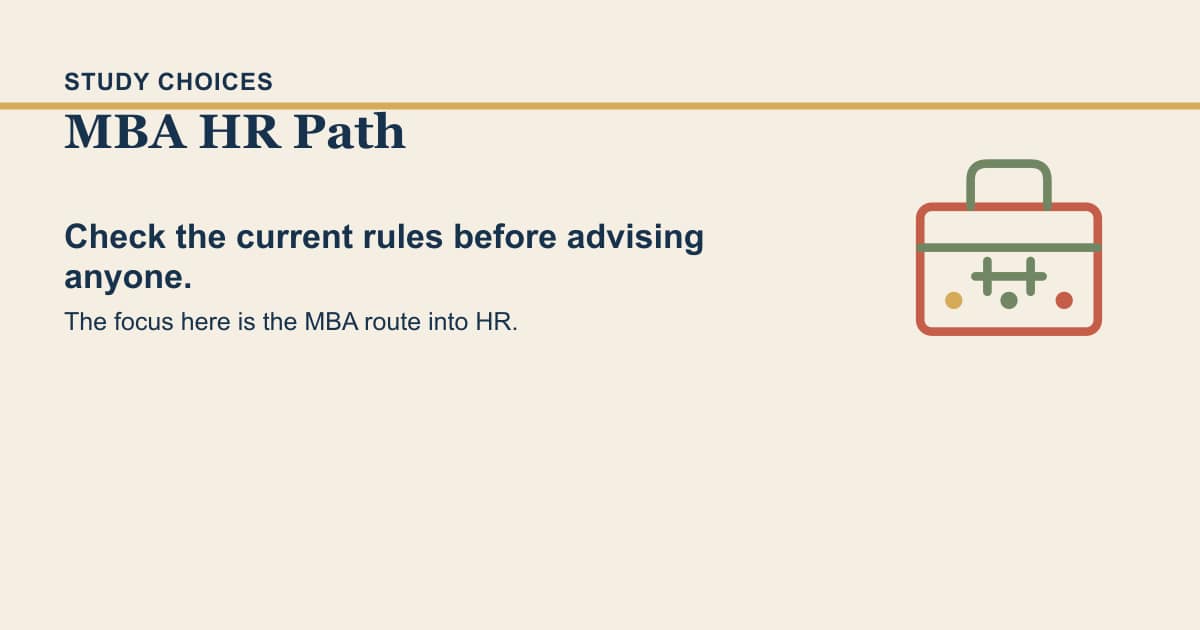 STUDY CHOICES
MBA HR Path
Check the current rules before advising
anyone.
The focus here is the MBA route into HR.